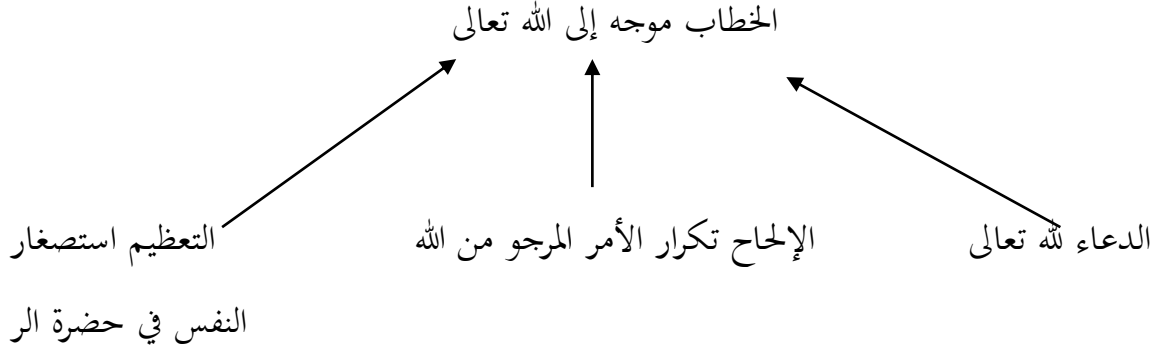 الخطاب موجه إلى الله تعالى
الدعاء لله تعالى
الإلحاح تكرار الأمر المرجو من الله
التعظيم استصغار
النفس في حضرة الر